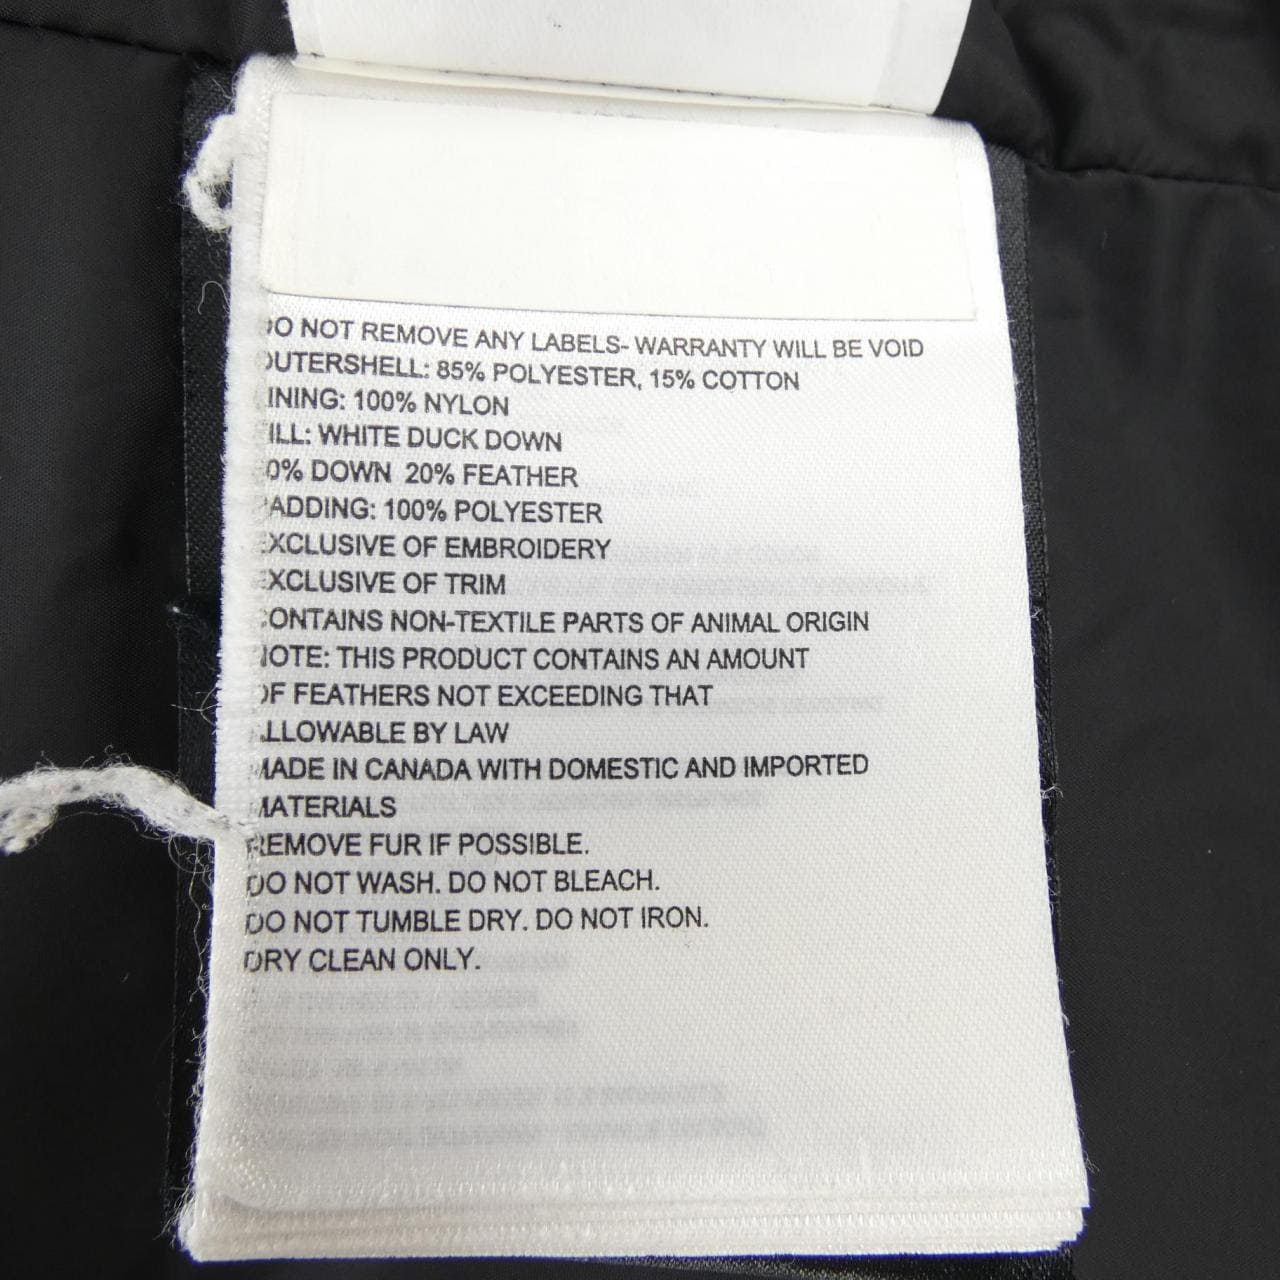 DO NOT REMOVE ANY LABELS- WARRANTY WILL BE VOID
OUTERSHELL: 85% POLYESTER, 15% COTTON
LINING: 100% NYLON
FILL: WHITE DUCK DOWN
0% DOWN 20% FEATHER
PADDING: 100% POLYESTER
EXCLUSIVE OF EMBROIDERY
EXCLUSIVE OF TRIM
CONTAINS NON-TEXTILE PARTS OF ANIMAL ORIGIN
NOTE: THIS PRODUCT CONTAINS AN AMOUNT
OF FEATHERS NOT EXCEEDING THAT
ALLOWABLE BY LAW
MADE IN CANADA WITH DOMESTIC AND IMPORTED
MATERIALS
REMOVE FUR IF POSSIBLE.
DO NOT WASH. DO NOT BLEACH.
DO NOT TUMBLE DRY. DO NOT IRON.
DRY CLEAN ONLY.